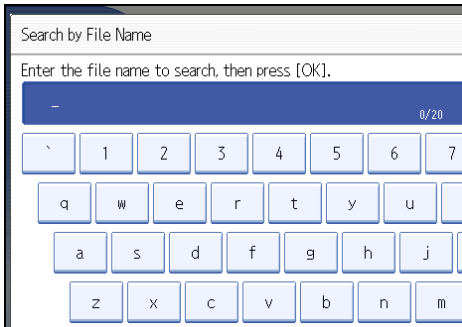 Search by File Name
Enter the file name to search, then press [OK].
_
0/20
` 1 2 3 4 5 6 7
q w e r t y u
a s d f g h j
z x c v b n m